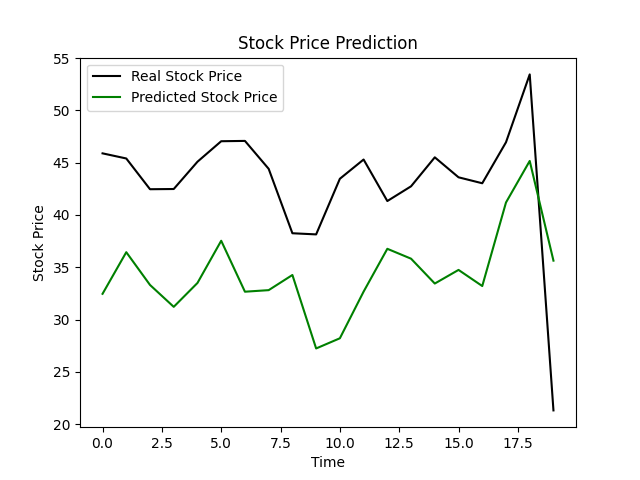 Stock Price Prediction
Real Stock Price
Predicted Stock Price
Stock Price
55
50
45
40
35
30
25
20
0.0 2.5 5.0 7.5 10.0 12.5 15.0 17.5
Time